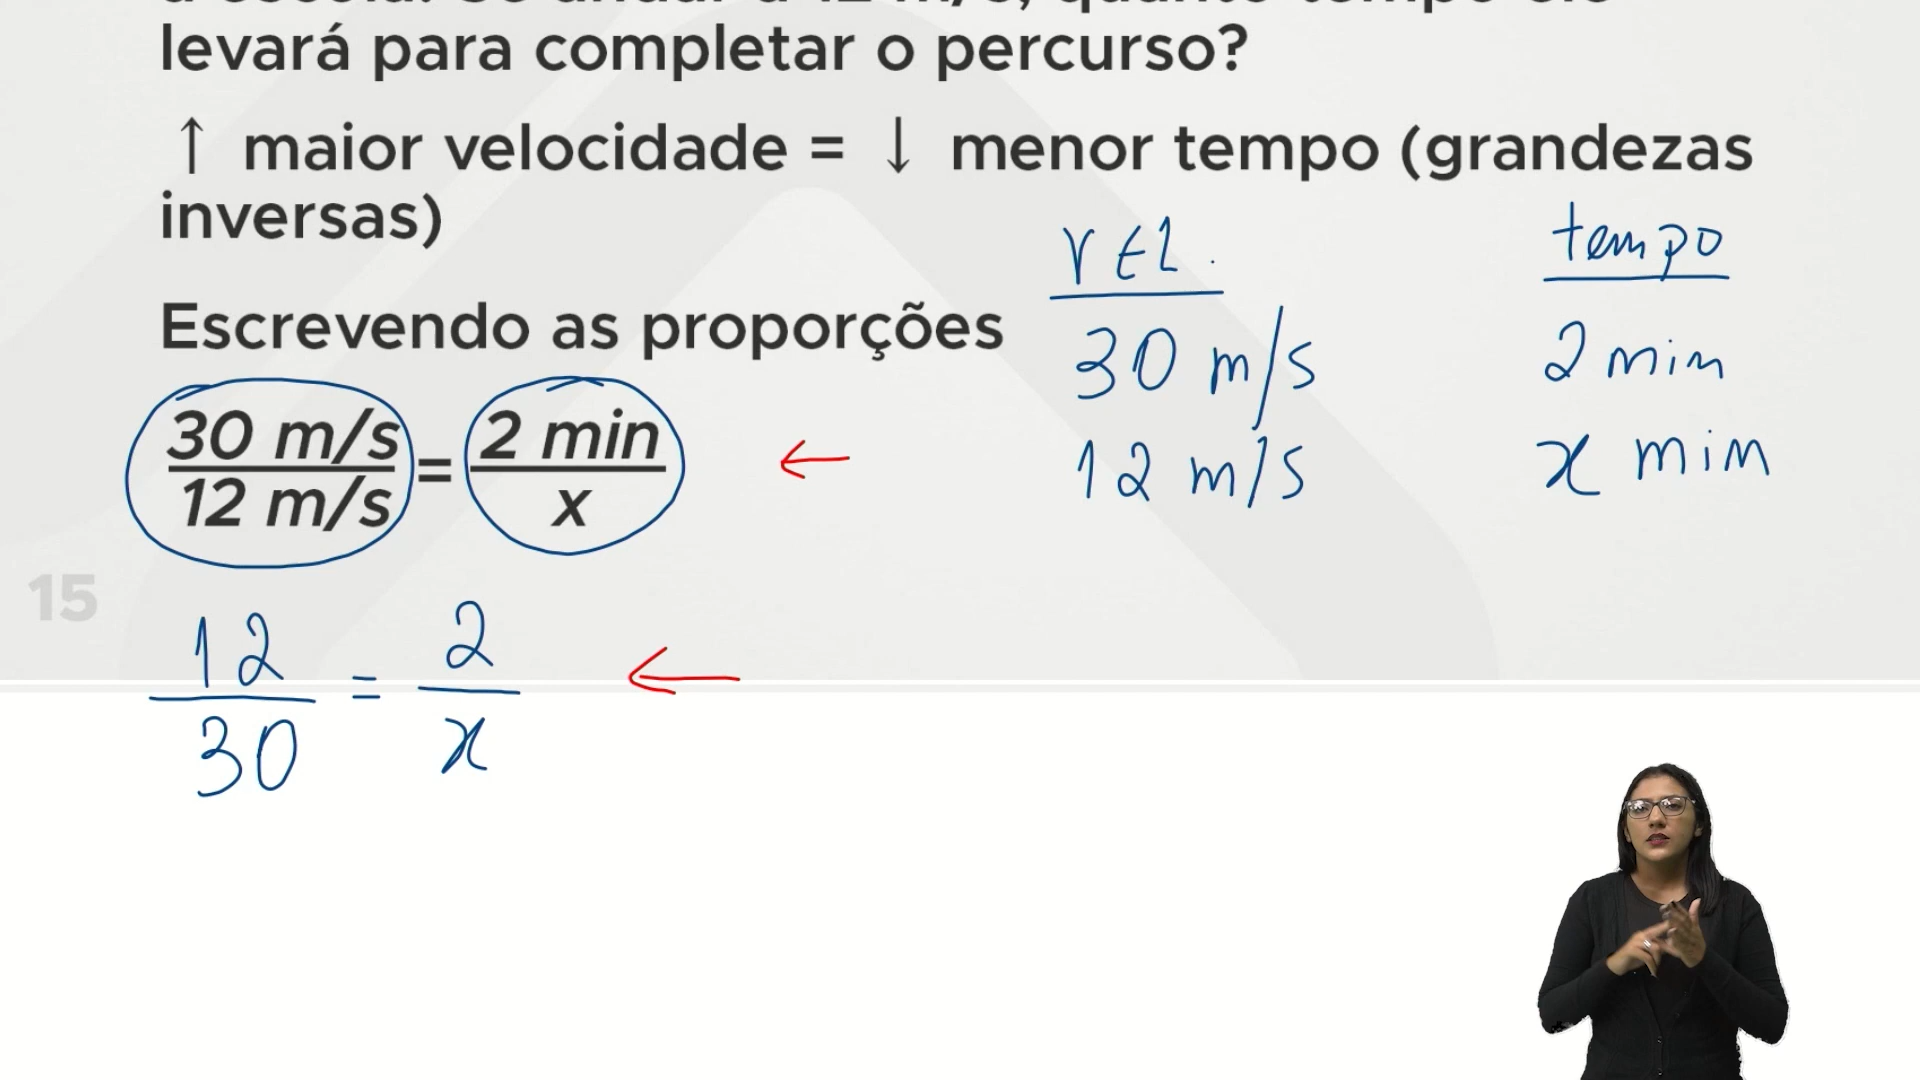 levará para completar o percurso?
↑ maior velocidade = ↓ menor tempo (grandezas
inversas)
VEL. tempo
Escrevendo as proporções
30 m/s 2 min
12 m/s x min
30 m/s / 12 m/s = 2 min / x ←
15
12 / 30 = 2 / x ←